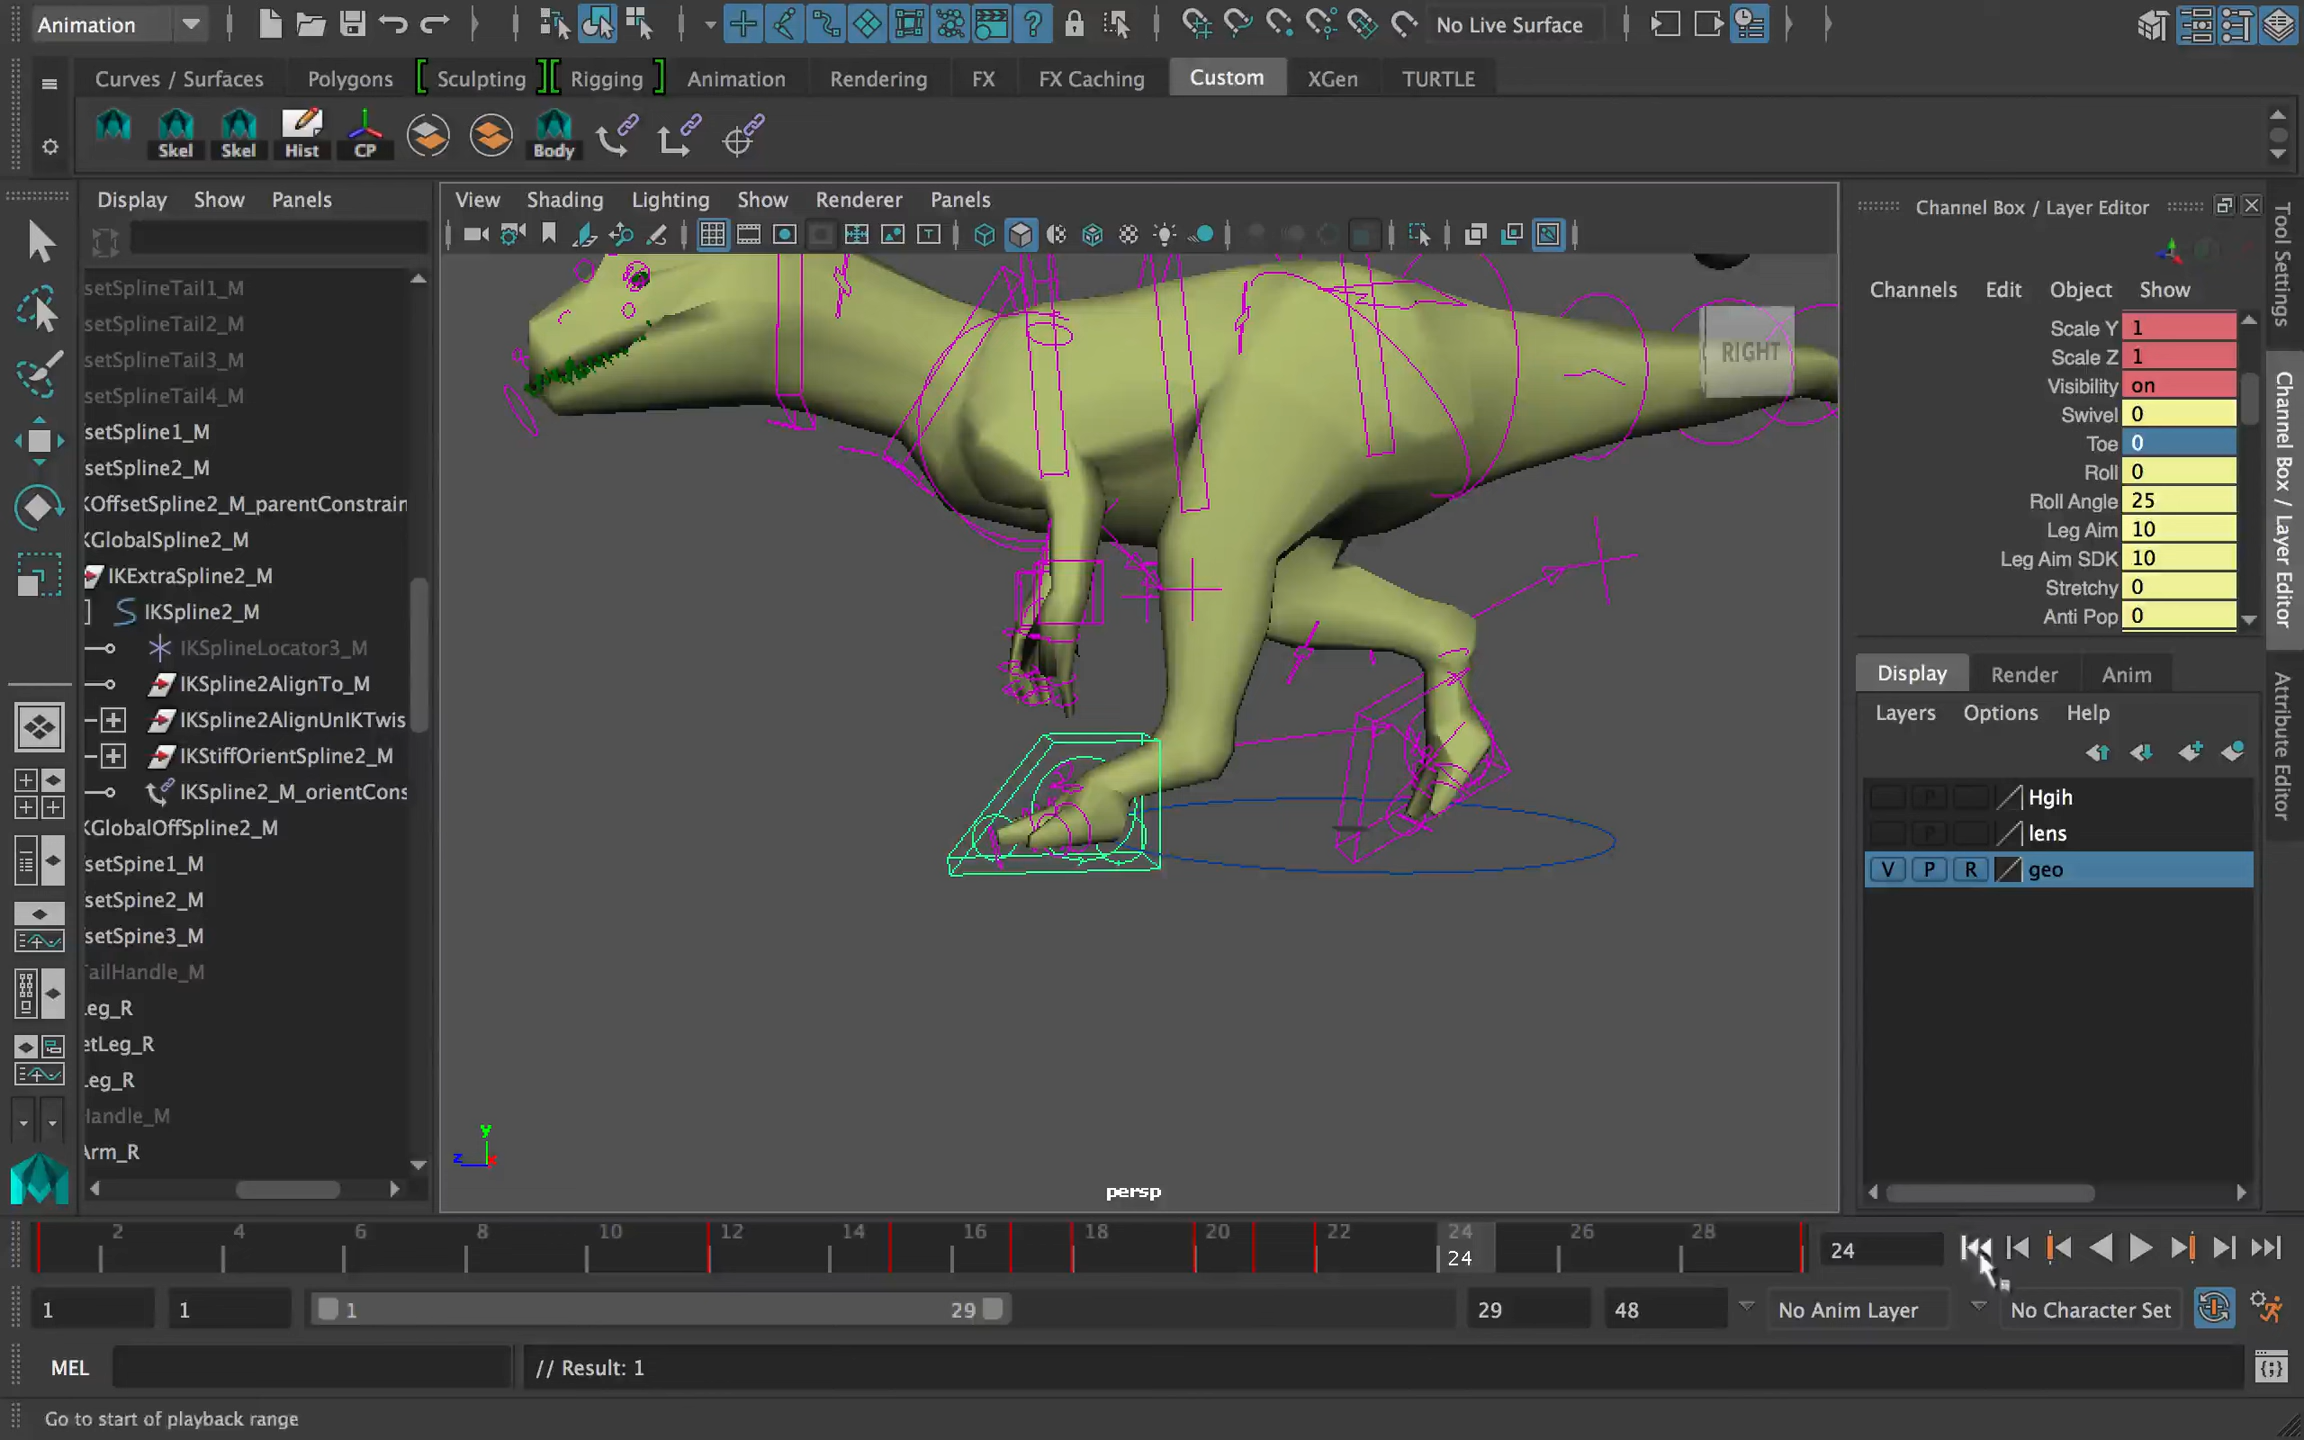 Animation
No Live Surface
Curves / Surfaces
Polygons
Sculpting
Rigging
Animation
Rendering
FX
FX Caching
Custom
XGen
TURTLE
Skel
Skel
Hist
CP
Body
Display
Show
Panels
setSplineTail1_M
setSplineTail2_M
setSplineTail3_M
setSplineTail4_M
setSpline1_M
setSpline2_M
KOffsetSpline2_M_parentConstrain
KGlobalSpline2_M
IKExtraSpline2_M
IKSpline2_M
IKSplineLocator3_M
IKSpline2AlignTo_M
IKSpline2AlignUnIKTwis
IKStiffOrientSpline2_M
IKSpline2_M_orientCons
KGlobalOffSpline2_M
setSpine1_M
setSpine2_M
setSpine3_M
TailHandle_M
Leg_R
etLeg_R
Leg_R
Handle_M
Arm_R
View
Shading
Lighting
Show
Renderer
Panels
RIGHT
y
z
x
persp
Channel Box / Layer Editor
Channels
Edit
Object
Show
Scale Y 1
Scale Z 1
Visibility on
Swivel 0
Toe 0
Roll 0
Roll Angle 25
Leg Aim 10
Leg Aim SDK 10
Stretchy 0
Anti Pop 0
Display
Render
Anim
Layers
Options
Help
P Hgih
P lens
V P R geo
Tool Settings
Channel Box / Layer Editor
Attribute Editor
2 4 6 8 10 12 14 16 18 20 22 24 26 28
24
24
1
1
1
29
29
48
No Anim Layer
No Character Set
MEL
// Result: 1
Go to start of playback range